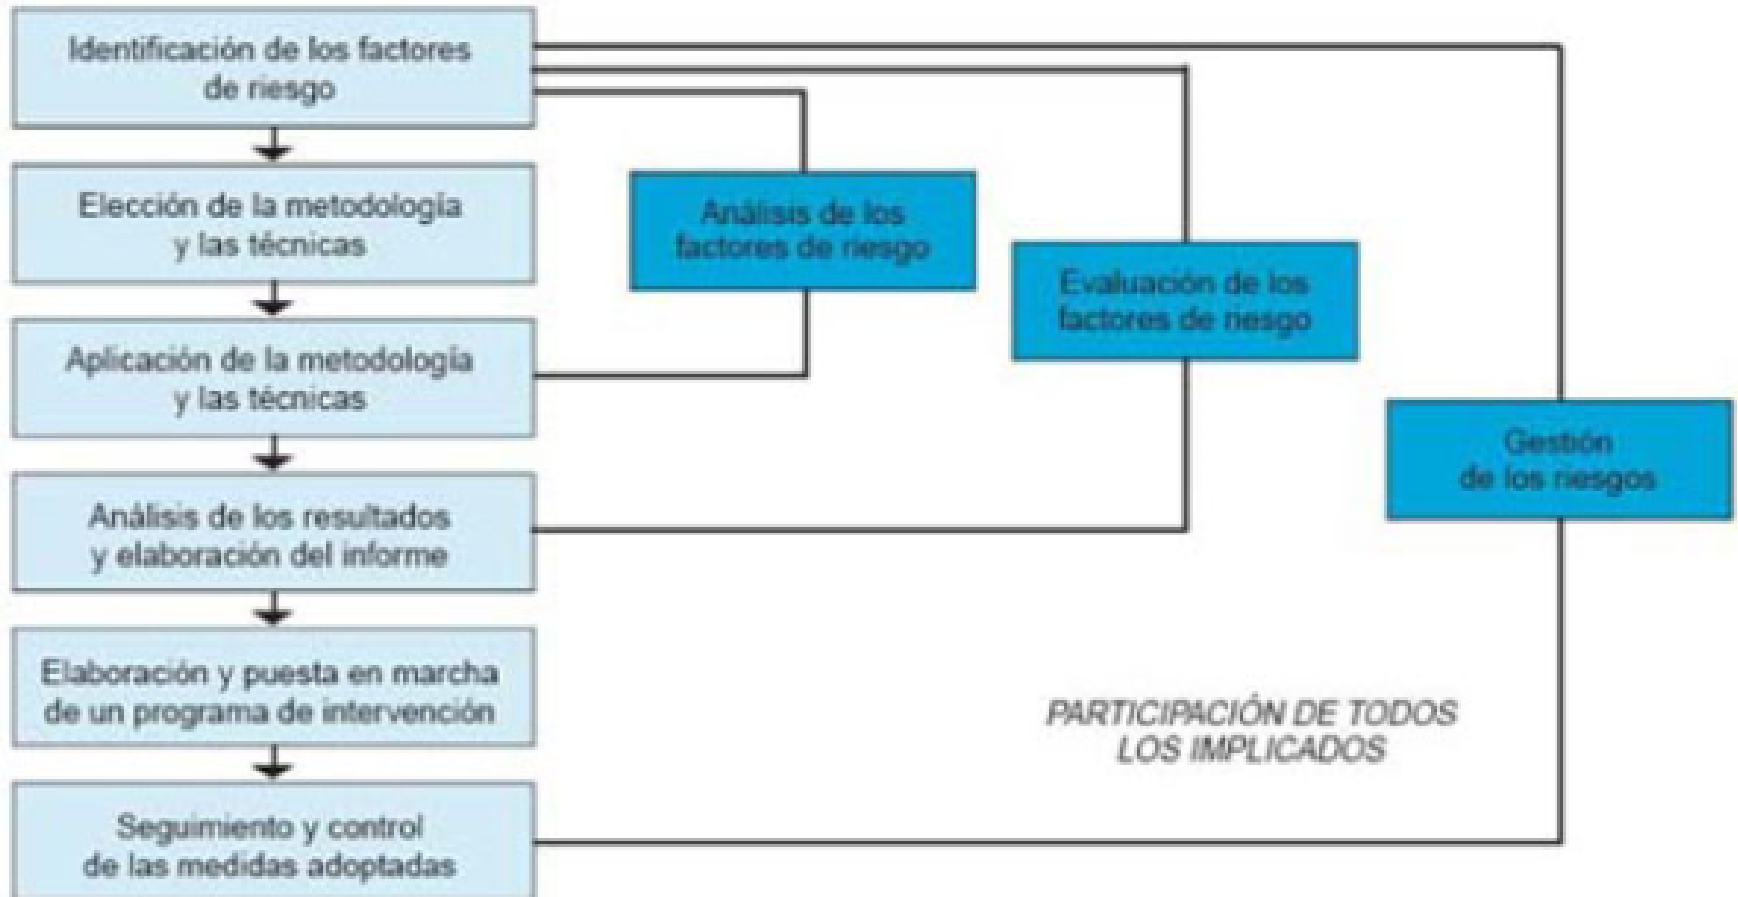 Identificación de los factores
de riesgo
Elección de la metodología
y las técnicas
Aplicación de la metodología
y las técnicas
Análisis de los resultados
y elaboración del informe
Elaboración y puesta en marcha
de un programa de intervención
Seguimiento y control
de las medidas adoptadas
Análisis de los
factores de riesgo
Evaluación de los
factores de riesgo
Gestión
de los riesgos
PARTICIPACIÓN DE TODOS
LOS IMPLICADOS